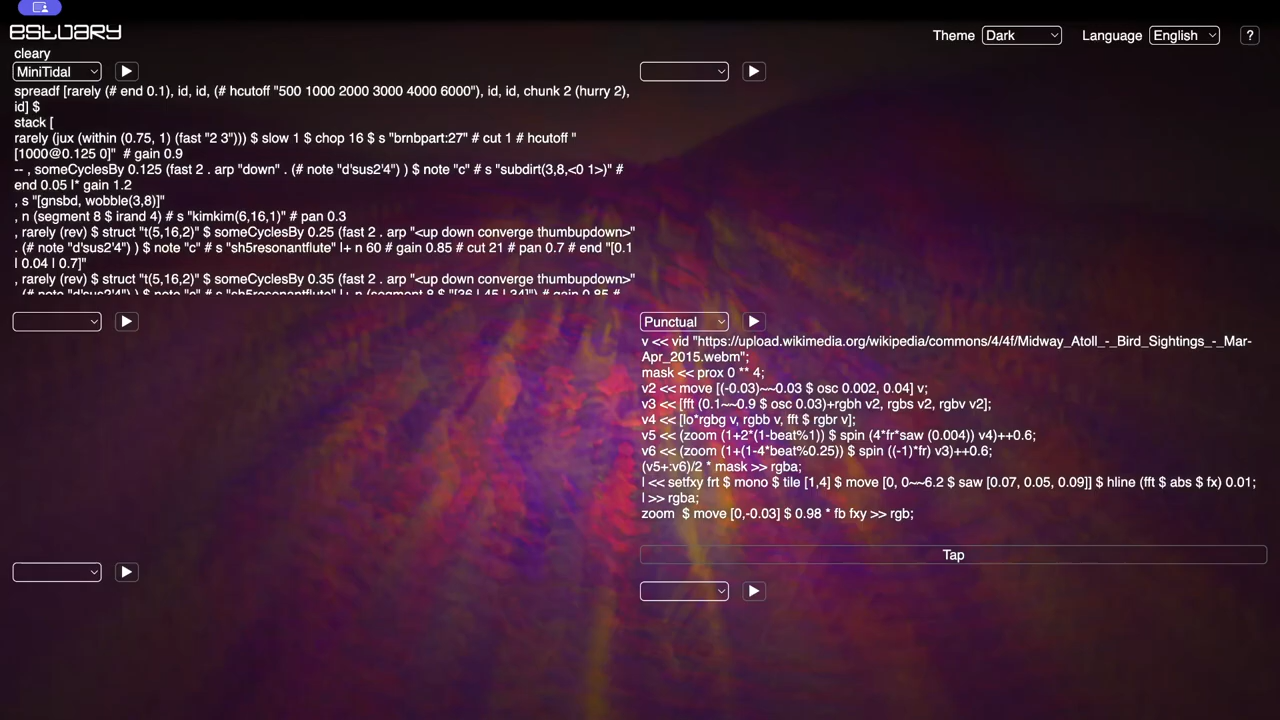 estuary
Theme Dark Language English ?
cleary
MiniTidal
spreadf [rarely (# end 0.1), id, id, (# hcutoff "500 1000 2000 3000 4000 6000"), id, id, chunk 2 (hurry 2),
id] $
stack [
rarely (jux (within (0.75, 1) (fast "2 3"))) $ slow 1 $ chop 16 $ s "brnbpart:27" # cut 1 # hcutoff "
[1000@0.125 0]"  # gain 0.9
-- , someCyclesBy 0.125 (fast 2 . arp "down" . (# note "d'sus2'4") ) $ note "c" # s "subdirt(3,8,<0 1>)" #
end 0.05 |* gain 1.2
, s "[gnsbd, wobble(3,8)]"
, n (segment 8 $ irand 4) # s "kimkim(6,16,1)" # pan 0.3
, rarely (rev) $ struct "t(5,16,2)" $ someCyclesBy 0.25 (fast 2 . arp "<up down converge thumbupdown>"
. (# note "d'sus2'4") ) $ note "c" # s "sh5resonantflute" |+ n 60 # gain 0.85 # cut 21 # pan 0.7 # end "[0.1
| 0.04 | 0.7]"
, rarely (rev) $ struct "t(5,16,2)" $ someCyclesBy 0.35 (fast 2 . arp "<up down converge thumbupdown>"
. (# note "d'sus2'4") ) $ note "c" # s "sh5resonantflute" |+ n (segment 8 $ "[36 | 45 | 34]") # gain 0.85 #
Punctual
v << vid "https://upload.wikimedia.org/wikipedia/commons/4/4f/Midway_Atoll_-_Bird_Sightings_-_Mar-
Apr_2015.webm";
mask << prox 0 ** 4;
v2 << move [(-0.03)~~0.03 $ osc 0.002, 0.04] v;
v3 << [fft (0.1~~0.9 $ osc 0.03)+rgbh v2, rgbs v2, rgbv v2];
v4 << [lo*rgbg v, rgbb v, fft $ rgbr v];
v5 << (zoom (1+2*(1-beat%1)) $ spin (4*fr*saw (0.004)) v4)++0.6;
v6 << (zoom (1+(1-4*beat%0.25)) $ spin ((-1)*fr) v3)++0.6;
(v5+:v6)/2 * mask >> rgba;
l << setfxy frt $ mono $ tile [1,4] $ move [0, 0~~6.2 $ saw [0.07, 0.05, 0.09]] $ hline (fft $ abs $ fx) 0.01;
l >> rgba;
zoom  $ move [0,-0.03] $ 0.98 * fb fxy >> rgb;
Tap